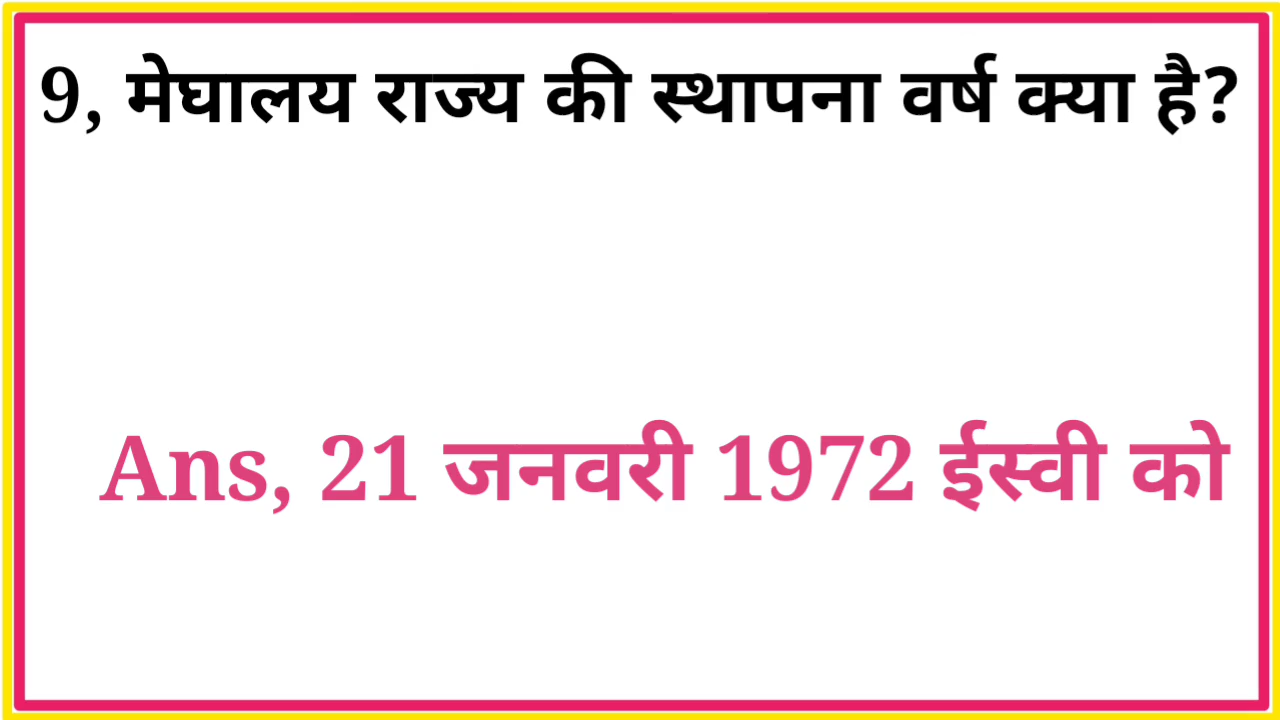 9, मेघालय राज्य की स्थापना वर्ष क्या है?
Ans, 21 जनवरी 1972 ईस्वी को